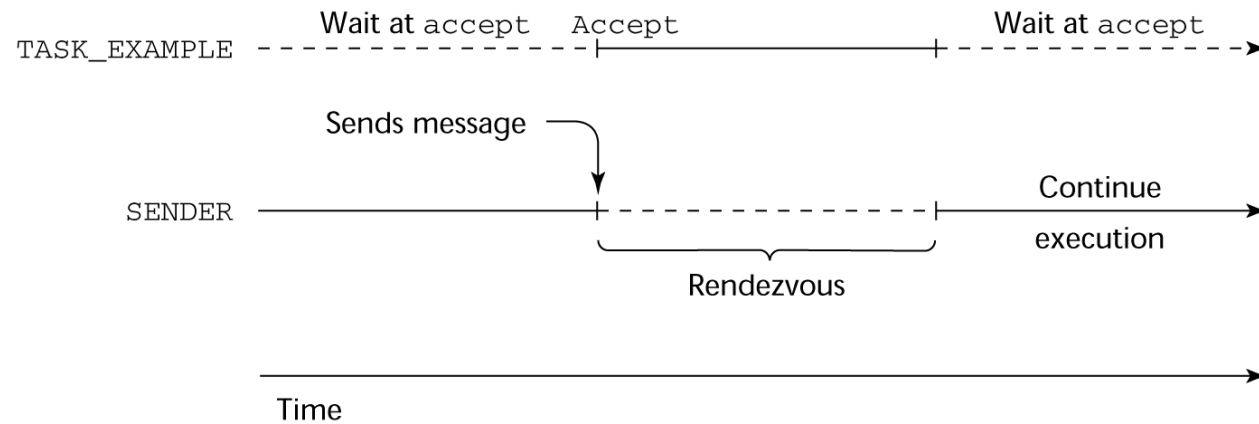 Wait at accept Accept Wait at accept
TASK_EXAMPLE
Sends message
SENDER
Continue
execution
Rendezvous
Time